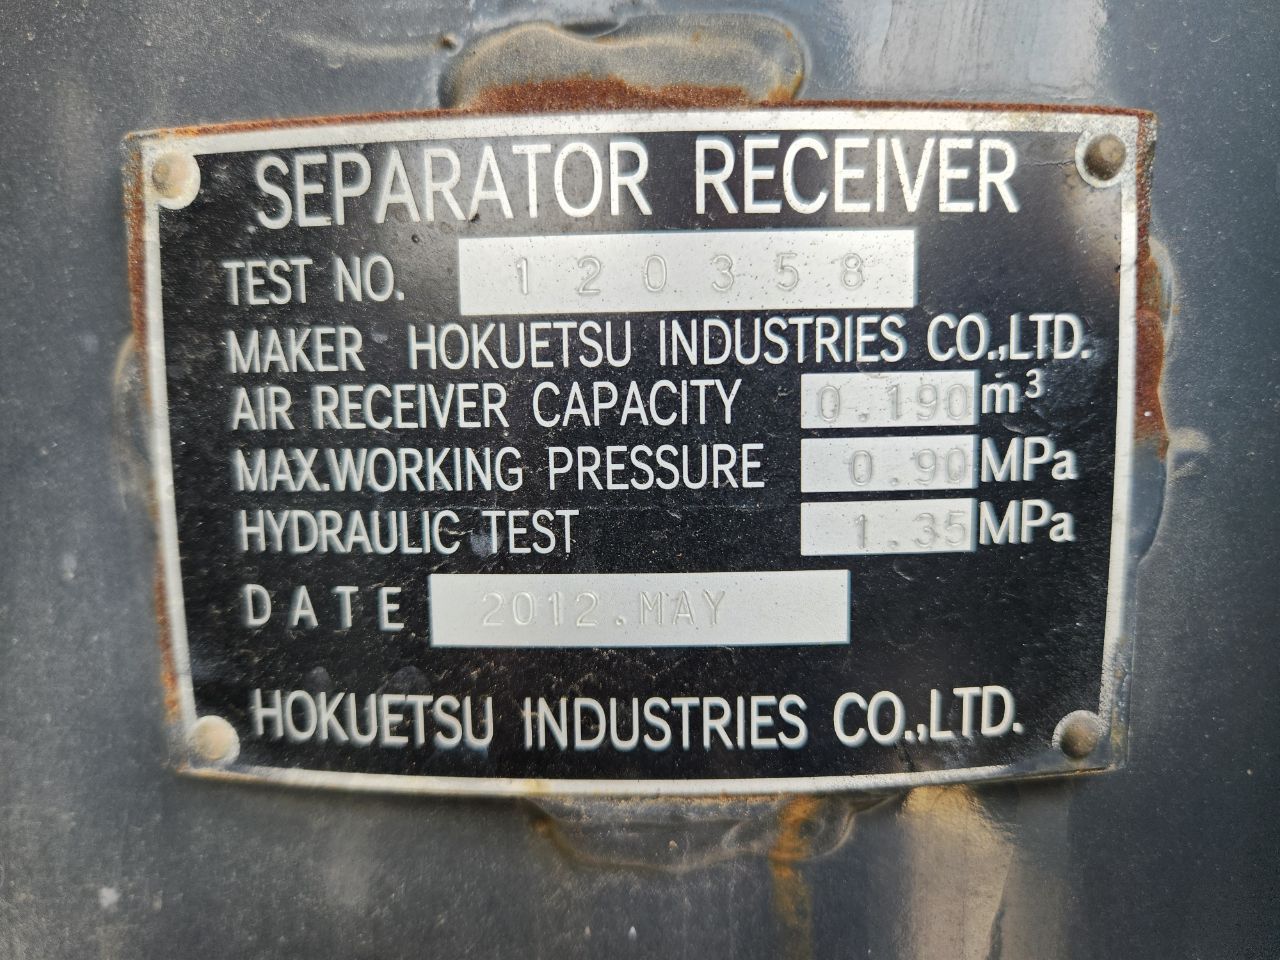 SEPARATOR RECEIVER
TEST NO. 120358
MAKER HOKUETSU INDUSTRIES CO.,LTD.
AIR RECEIVER CAPACITY 0.190 m³
MAX.WORKING PRESSURE 0.90 MPa
HYDRAULIC TEST 1.35 MPa
DATE 2012.MAY
HOKUETSU INDUSTRIES CO.,LTD.